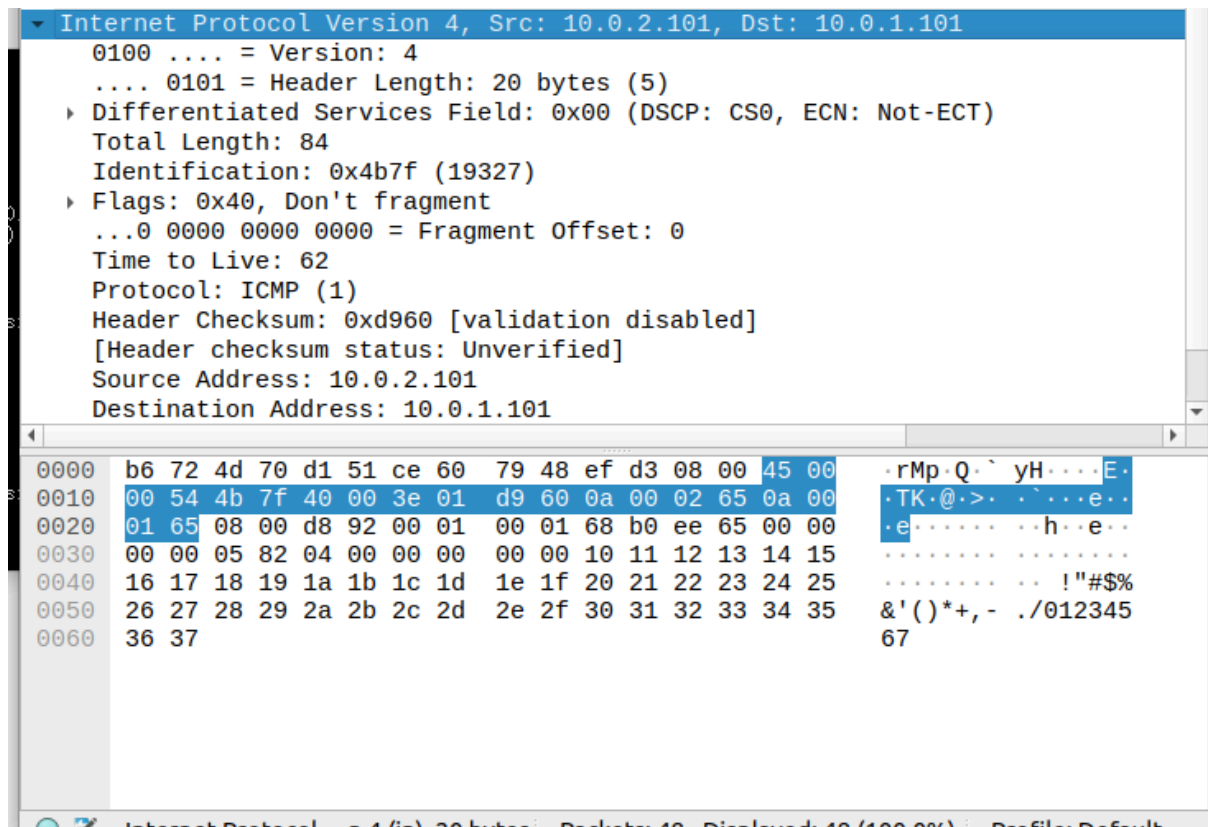 Internet Protocol Version 4, Src: 10.0.2.101, Dst: 10.0.1.101
0100 .... = Version: 4
.... 0101 = Header Length: 20 bytes (5)
Differentiated Services Field: 0x00 (DSCP: CS0, ECN: Not-ECT)
Total Length: 84
Identification: 0x4b7f (19327)
Flags: 0x40, Don't fragment
...0 0000 0000 0000 = Fragment Offset: 0
Time to Live: 62
Protocol: ICMP (1)
Header Checksum: 0xd960 [validation disabled]
[Header checksum status: Unverified]
Source Address: 10.0.2.101
Destination Address: 10.0.1.101
0000 b6 72 4d 70 d1 51 ce 60 79 48 ef d3 08 00 45 00 ·rMp·Q·` yH····E·
0010 00 54 4b 7f 40 00 3e 01 d9 60 0a 00 02 65 0a 00 ·TK·@·>· ·`···e··
0020 01 65 08 00 d8 92 00 01 00 01 68 b0 ee 65 00 00 ·e······ ··h··e··
0030 00 00 05 82 04 00 00 00 00 00 10 11 12 13 14 15 ········ ········
0040 16 17 18 19 1a 1b 1c 1d 1e 1f 20 21 22 23 24 25 ········ ·· !"#$%
0050 26 27 28 29 2a 2b 2c 2d 2e 2f 30 31 32 33 34 35 &'()*+,- ./012345
0060 36 37 67